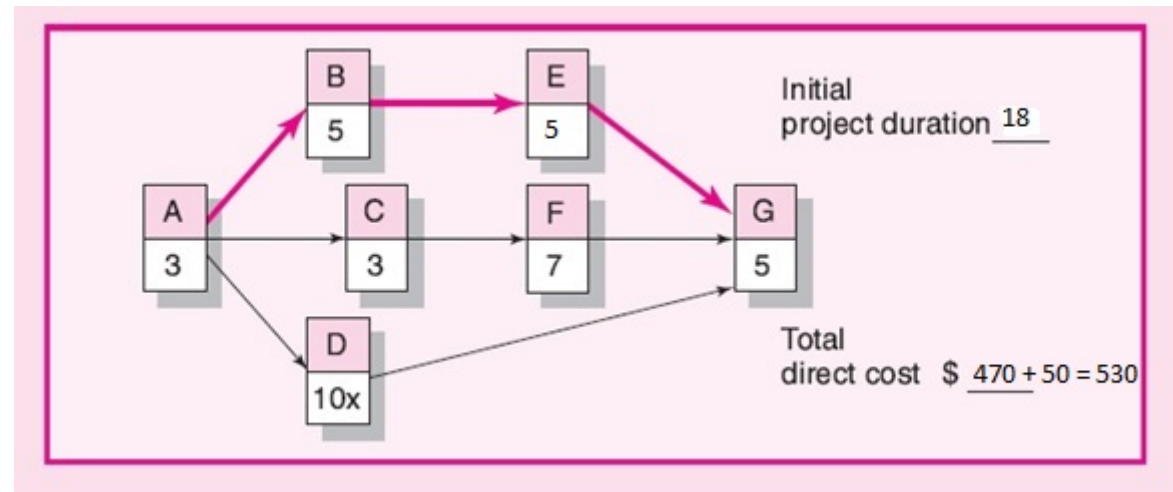 B
5
E
5
Initial
project duration 18
A
3
C
3
F
7
G
5
D
10x
Total
direct cost $ 470 + 50 = 530